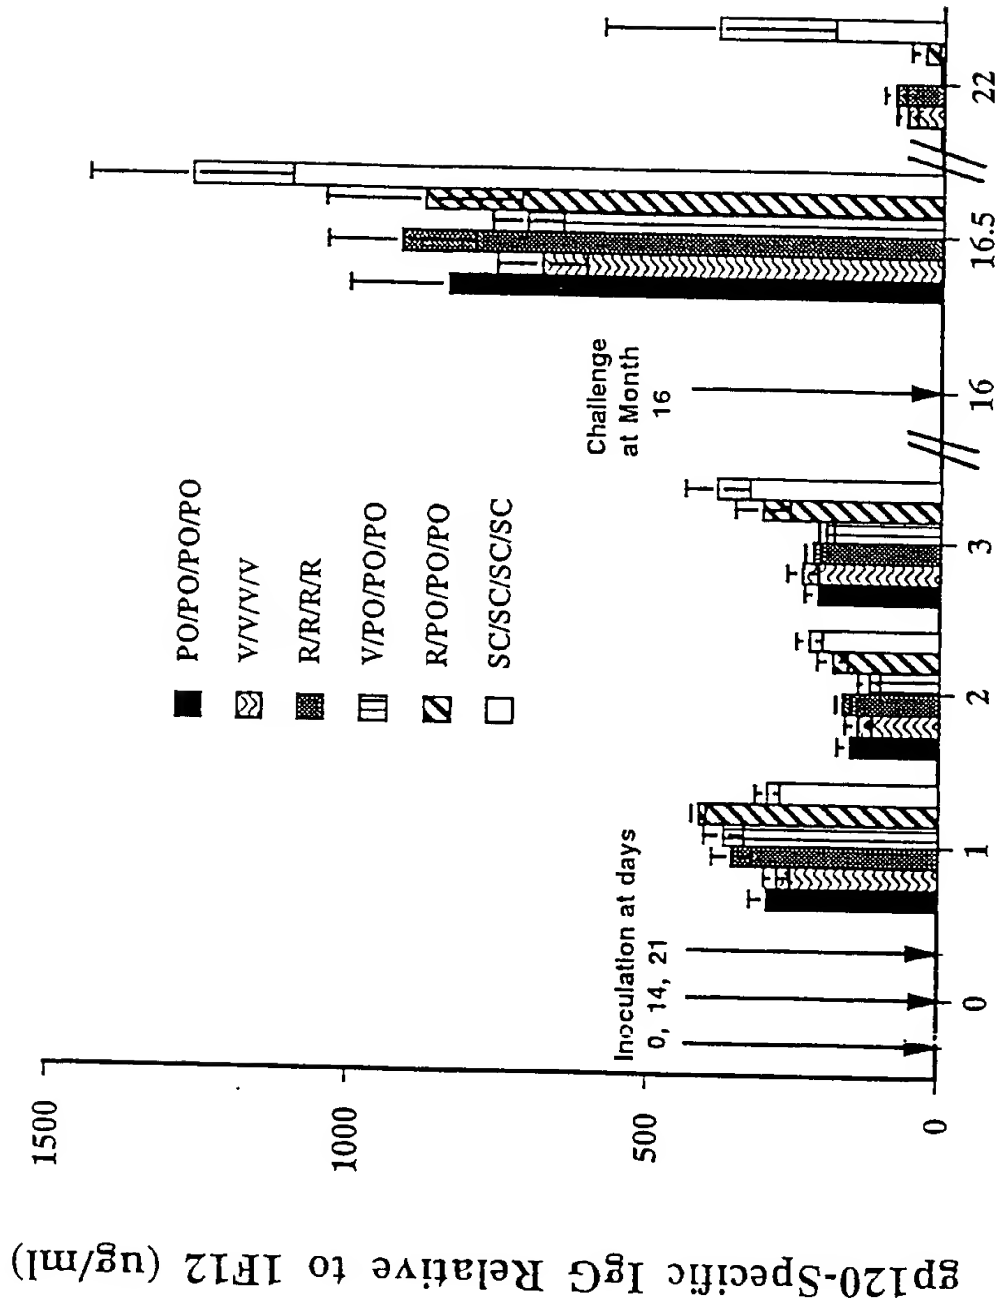 gp120-Specific IgG Relative to 1F12 (ug/ml)
1500
1000
500
0
PO/PO/PO/PO
V/V/V/V
R/R/R/R
V/PO/PO/PO
R/PO/PO/PO
SC/SC/SC/SC
Inoculation at days
0, 14, 21
Challenge
at Month
16
0
1
2
3
16
16.5
22